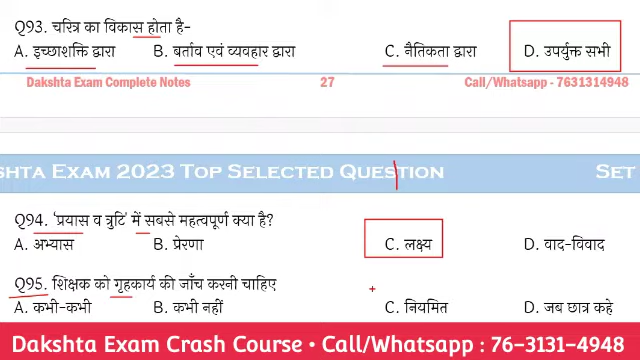 Q93. चरित्र का विकास होता है-
A. इच्छाशक्ति द्वारा B. बर्ताव एवं व्यवहार द्वारा C. नैतिकता द्वारा D. उपर्युक्त सभी
Dakshta Exam Complete Notes 27 Call/Whatsapp - 7631314948
SHTA EXAM 2023 TOP SELECTED QUESTION SET
Q94. 'प्रयास व त्रुटि' में सबसे महत्वपूर्ण क्या है?
A. अभ्यास B. प्रेरणा C. लक्ष्य D. वाद-विवाद
Q95. शिक्षक को गृहकार्य की जाँच करनी चाहिए
A. कभी-कभी B. कभी नहीं C. नियमित D. जब छात्र कहे
Dakshta Exam Crash Course • Call/Whatsapp : 76-3131-4948